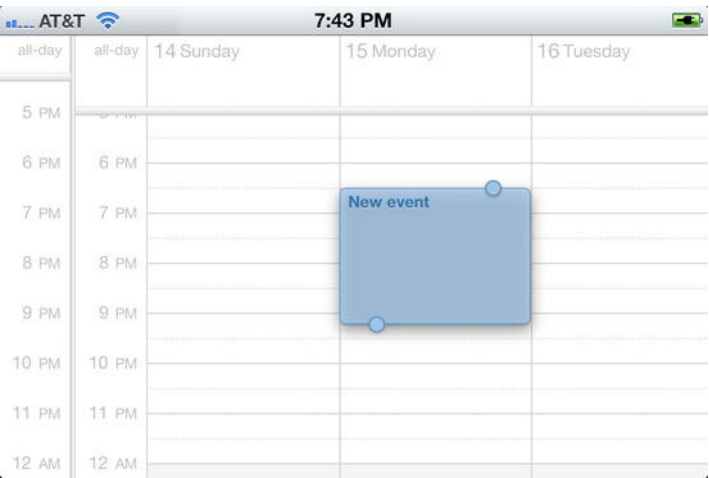 AT&T 7:43 PM
all-day all-day 14 Sunday 15 Monday 16 Tuesday
5 PM
6 PM 6 PM
New event
7 PM 7 PM
8 PM 8 PM
9 PM 9 PM
10 PM 10 PM
11 PM 11 PM
12 AM 12 AM